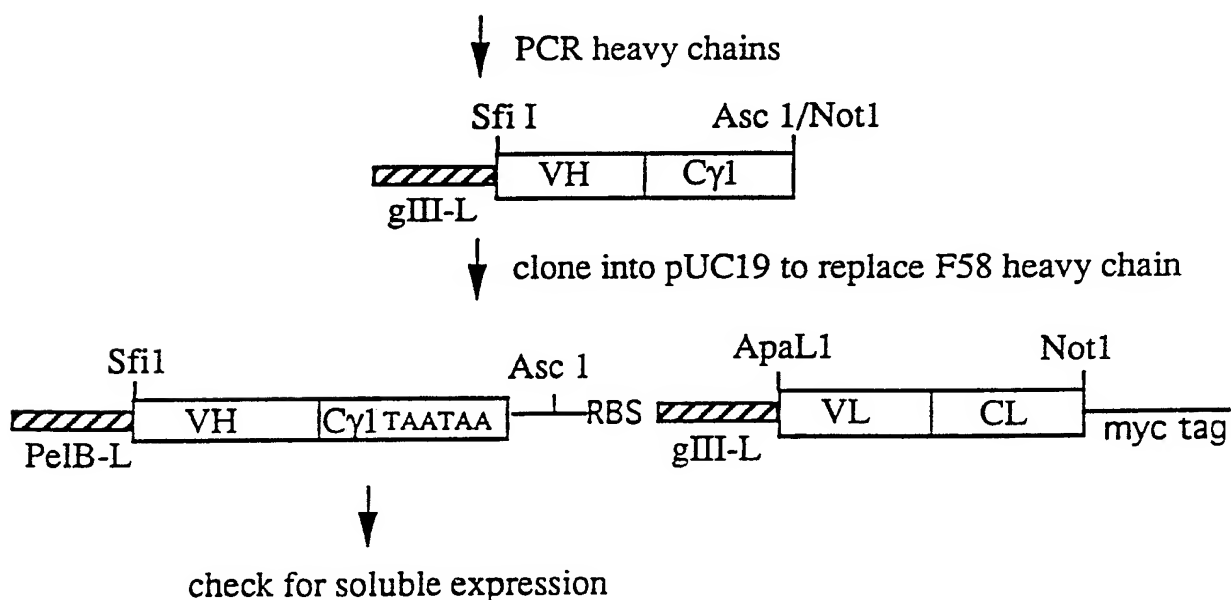 PCR heavy chains
Sfi I
Asc 1/Not1
VH
Cγ1
gIII-L
clone into pUC19 to replace F58 heavy chain
Sfi1
Asc 1
ApaL1
Not1
VH
Cγ1 TAATAA
RBS
VL
CL
myc tag
PelB-L
gIII-L
check for soluble expression